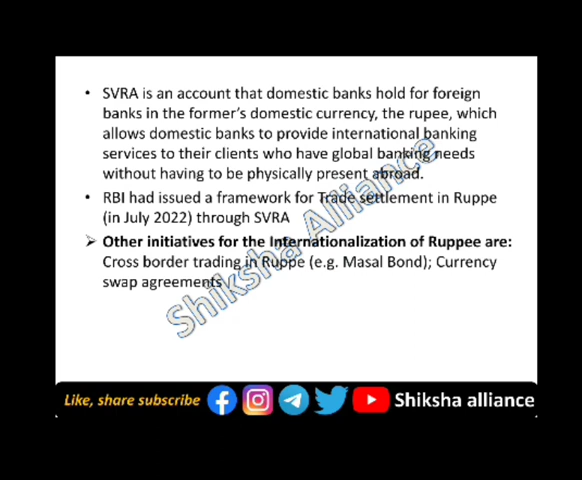 • SVRA is an account that domestic banks hold for foreign
banks in the former's domestic currency, the rupee, which
allows domestic banks to provide international banking
services to their clients who have global banking needs
without having to be physically present abroad.
• RBI had issued a framework for Trade settlement in Ruppe
(in July 2022) through SVRA
➢ Other initiatives for the Internationalization of Ruppee are:
Cross border trading in Ruppe (e.g. Masal Bond); Currency
swap agreements
Shiksha Alliance
Like, share subscribe
Shiksha alliance